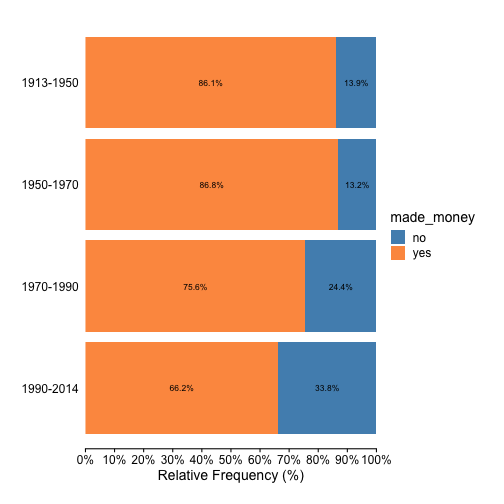 1913-1950
86.1% 13.9%
1950-1970
86.8% 13.2%
made_money
no
yes
1970-1990
75.6% 24.4%
1990-2014
66.2% 33.8%
0% 10% 20% 30% 40% 50% 60% 70% 80% 90% 100%
Relative Frequency (%)